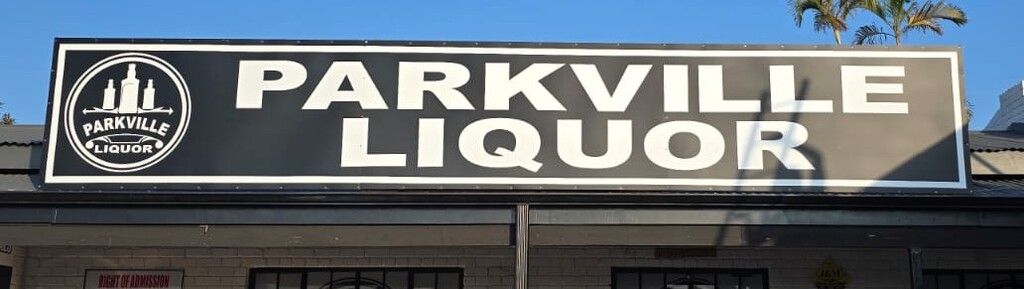 PARKVILLE
LIQUOR
PARKVILLE
LIQUOR
RIGHT OF ADMISSION